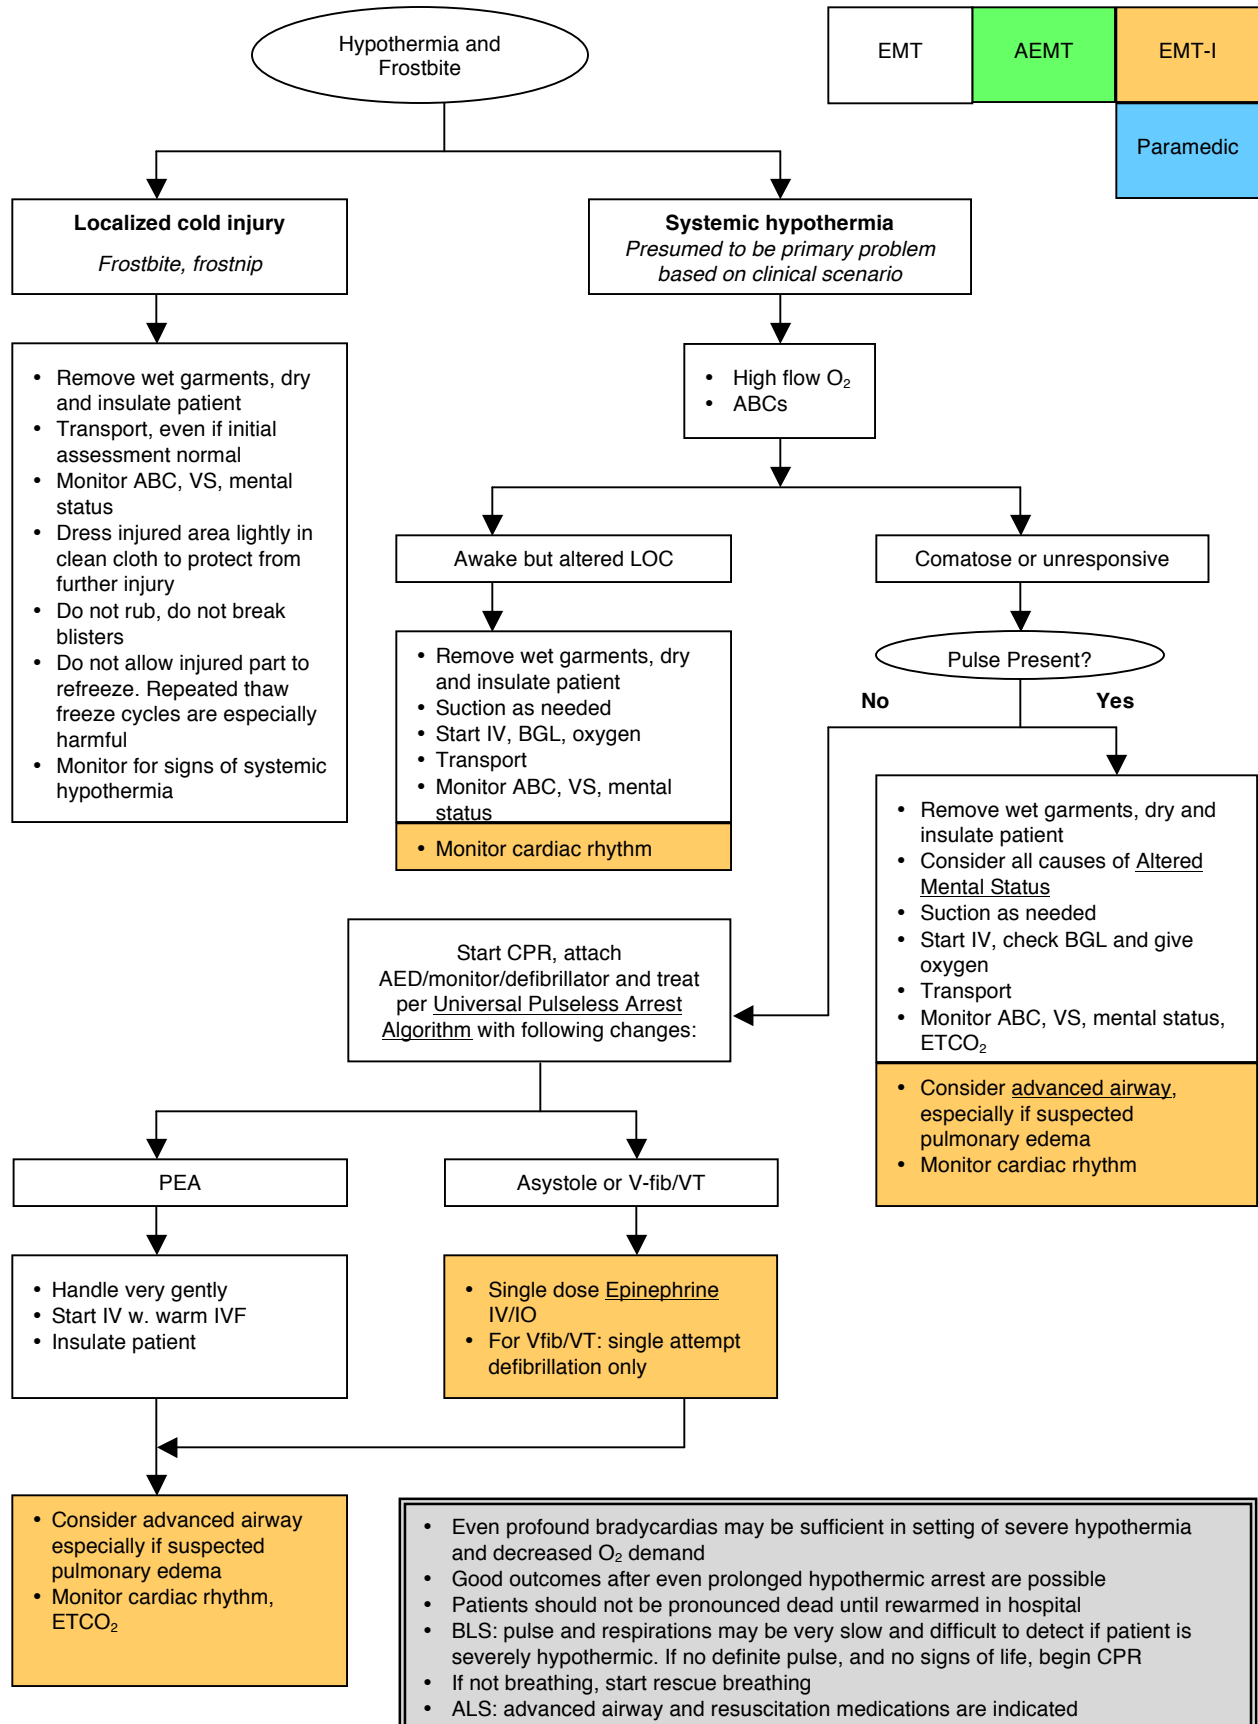 Hypothermia and
Frostbite
EMT
AEMT
EMT-I
Paramedic
Localized cold injury
Frostbite, frostnip
Systemic hypothermia
Presumed to be primary problem
based on clinical scenario
• Remove wet garments, dry
and insulate patient
• Transport, even if initial
assessment normal
• Monitor ABC, VS, mental
status
• Dress injured area lightly in
clean cloth to protect from
further injury
• Do not rub, do not break
blisters
• Do not allow injured part to
refreeze. Repeated thaw
freeze cycles are especially
harmful
• Monitor for signs of systemic
hypothermia
• High flow O₂
• ABCs
Awake but altered LOC
• Remove wet garments, dry
and insulate patient
• Suction as needed
• Start IV, BGL, oxygen
• Transport
• Monitor ABC, VS, mental
status
• Monitor cardiac rhythm
Comatose or unresponsive
Pulse Present?
No
Yes
• Remove wet garments, dry and
insulate patient
• Consider all causes of Altered
Mental Status
• Suction as needed
• Start IV, check BGL and give
oxygen
• Transport
• Monitor ABC, VS, mental status,
ETCO₂
• Consider advanced airway,
especially if suspected
pulmonary edema
• Monitor cardiac rhythm
Start CPR, attach
AED/monitor/defibrillator and treat
per Universal Pulseless Arrest
Algorithm with following changes:
PEA
Asystole or V-fib/VT
• Handle very gently
• Start IV w. warm IVF
• Insulate patient
• Single dose Epinephrine
IV/IO
• For Vfib/VT: single attempt
defibrillation only
• Consider advanced airway
especially if suspected
pulmonary edema
• Monitor cardiac rhythm,
ETCO₂
• Even profound bradycardias may be sufficient in setting of severe hypothermia
and decreased O₂ demand
• Good outcomes after even prolonged hypothermic arrest are possible
• Patients should not be pronounced dead until rewarmed in hospital
• BLS: pulse and respirations may be very slow and difficult to detect if patient is
severely hypothermic. If no definite pulse, and no signs of life, begin CPR
• If not breathing, start rescue breathing
• ALS: advanced airway and resuscitation medications are indicated